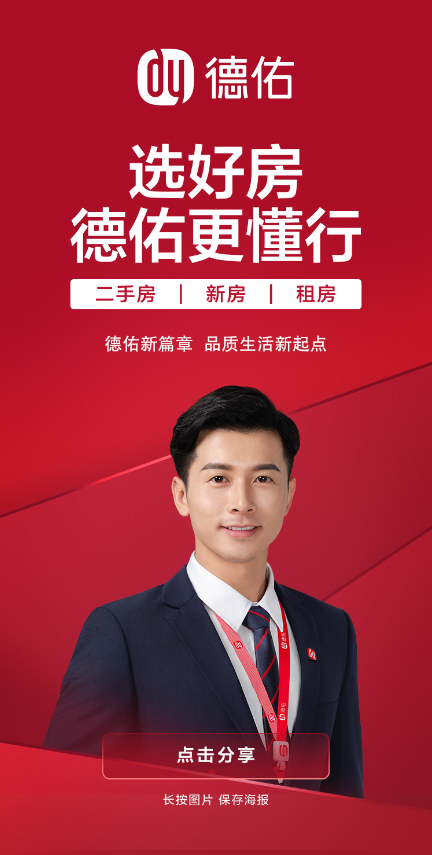 德佑
选好房
德佑更懂行
二手房 | 新房 | 租房
德佑新篇章 品质生活新起点
德佑
点击分享
长按图片 保存海报